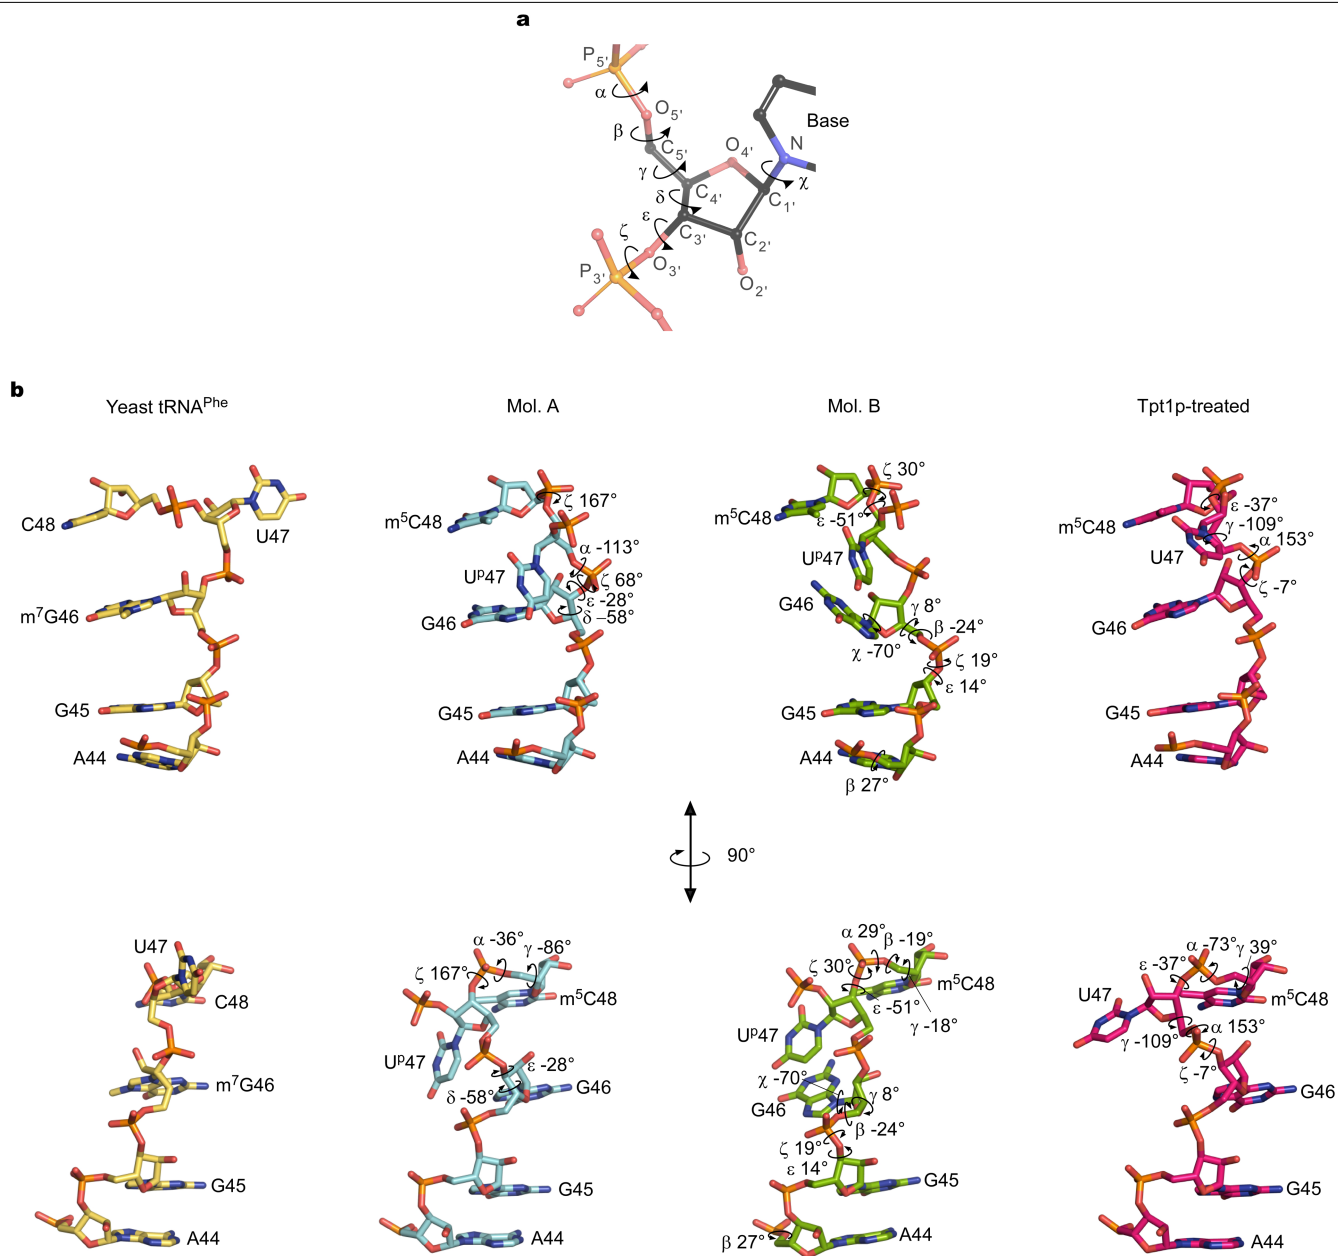 a
P5'
α
O5'
β
C5'
γ
O4'
N
Base
χ
C4'
C1'
δ
ε
C3'
C2'
ζ
O3'
P3'
O2'
b
Yeast tRNAPhe
Mol. A
Mol. B
Tpt1p-treated
C48
U47
m7G46
G45
A44
m5C48
ζ 167°
α -113°
Up47
ζ 68°
ε -28°
G46
δ -58°
G45
A44
ζ 30°
m5C48
ε -51°
Up47
G46
γ 8°
β -24°
χ -70°
ζ 19°
ε 14°
G45
A44
β 27°
ε -37°
m5C48
γ -109°
α 153°
U47
ζ -7°
G46
G45
A44
90°
U47
C48
m7G46
G45
A44
α -36°
γ -86°
ζ 167°
m5C48
Up47
ε -28°
δ -58°
G46
G45
A44
α 29°
β -19°
ζ 30°
m5C48
ε -51°
γ -18°
Up47
χ -70°
G46
γ 8°
β -24°
ζ 19°
ε 14°
G45
A44
β 27°
α -73°
γ 39°
ε -37°
U47
m5C48
α 153°
γ -109°
ζ -7°
G46
G45
A44